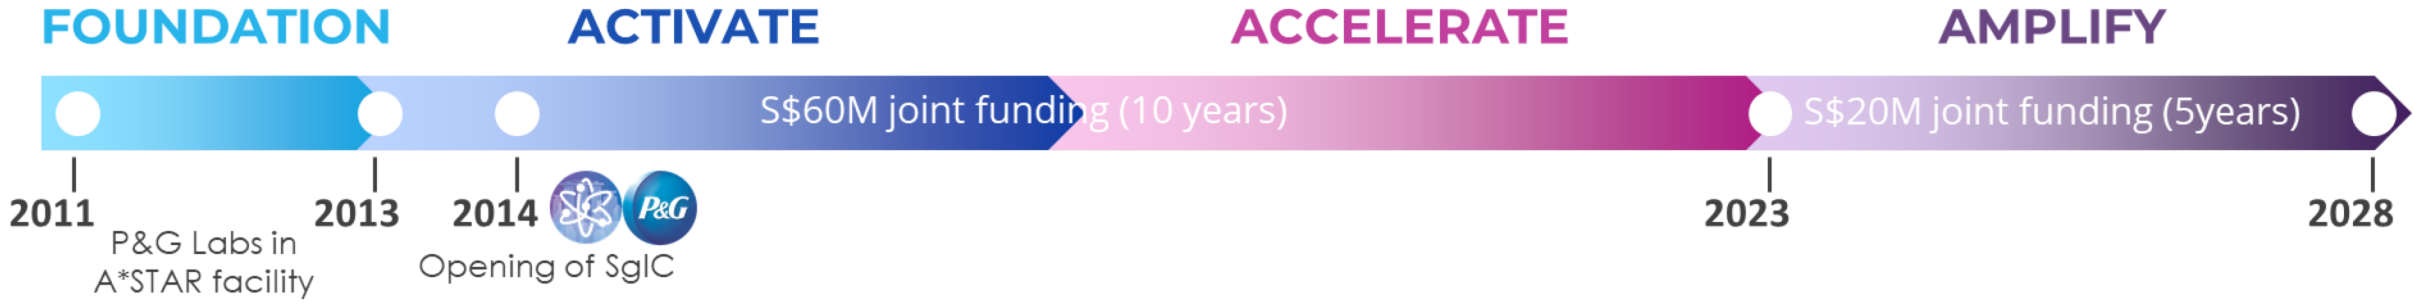 FOUNDATION
ACTIVATE
ACCELERATE
AMPLIFY
S$60M joint funding (10 years)
S$20M joint funding (5years)
2011
2013
2014
P&G
2023
2028
P&G Labs in
A*STAR facility
Opening of SgIC